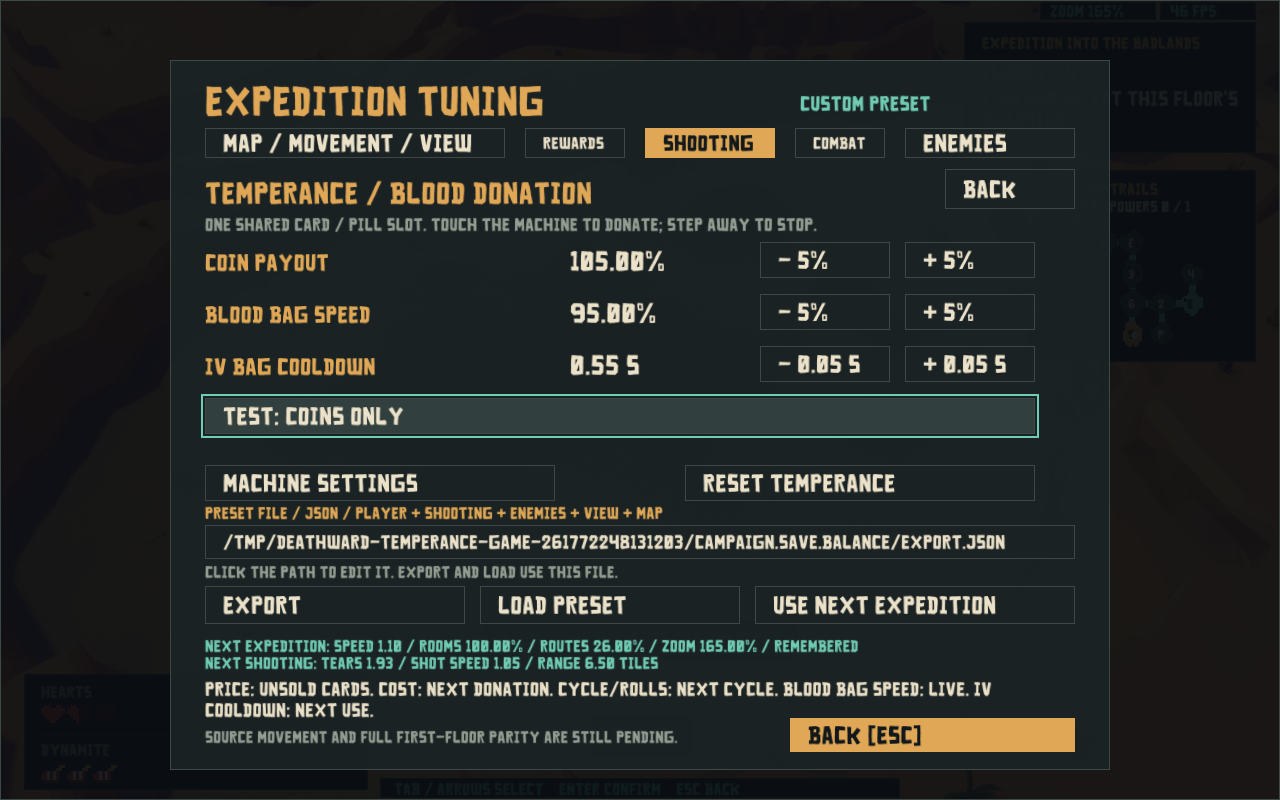 ZOOM 165% 46 FPS
EXPEDITION INTO THE BADLANDS
EXPEDITION TUNING
CUSTOM PRESET
T THIS FLOOR'S
MAP / MOVEMENT / VIEW REWARDS SHOOTING COMBAT ENEMIES
TEMPERANCE / BLOOD DONATION
BACK
TRAILS
POWERS 0 / 1
ONE SHARED CARD / PILL SLOT. TOUCH THE MACHINE TO DONATE; STEP AWAY TO STOP.
COIN PAYOUT 105.00% - 5% + 5%
BLOOD BAG SPEED 95.00% - 5% + 5%
IV BAG COOLDOWN 0.55 S - 0.05 S + 0.05 S
TEST: COINS ONLY
MACHINE SETTINGS RESET TEMPERANCE
PRESET FILE / JSON / PLAYER + SHOOTING + ENEMIES + VIEW + MAP
/TMP/DEATHWARD-TEMPERANCE-GAME-261772248131203/CAMPAIGN.SAVE.BALANCE/EXPORT.JSON
CLICK THE PATH TO EDIT IT. EXPORT AND LOAD USE THIS FILE.
EXPORT LOAD PRESET USE NEXT EXPEDITION
NEXT EXPEDITION: SPEED 1.10 / ROOMS 100.00% / ROUTES 26.00% / ZOOM 165.00% / REMEMBERED
NEXT SHOOTING: TEARS 1.93 / SHOT SPEED 1.05 / RANGE 6.50 TILES
PRICE: UNSOLD CARDS. COST: NEXT DONATION. CYCLE/ROLLS: NEXT CYCLE. BLOOD BAG SPEED: LIVE. IV
COOLDOWN: NEXT USE.
SOURCE MOVEMENT AND FULL FIRST-FLOOR PARITY ARE STILL PENDING.
BACK [ESC]
HEARTS
DYNAMITE
TAB / ARROWS SELECT ENTER CONFIRM ESC BACK